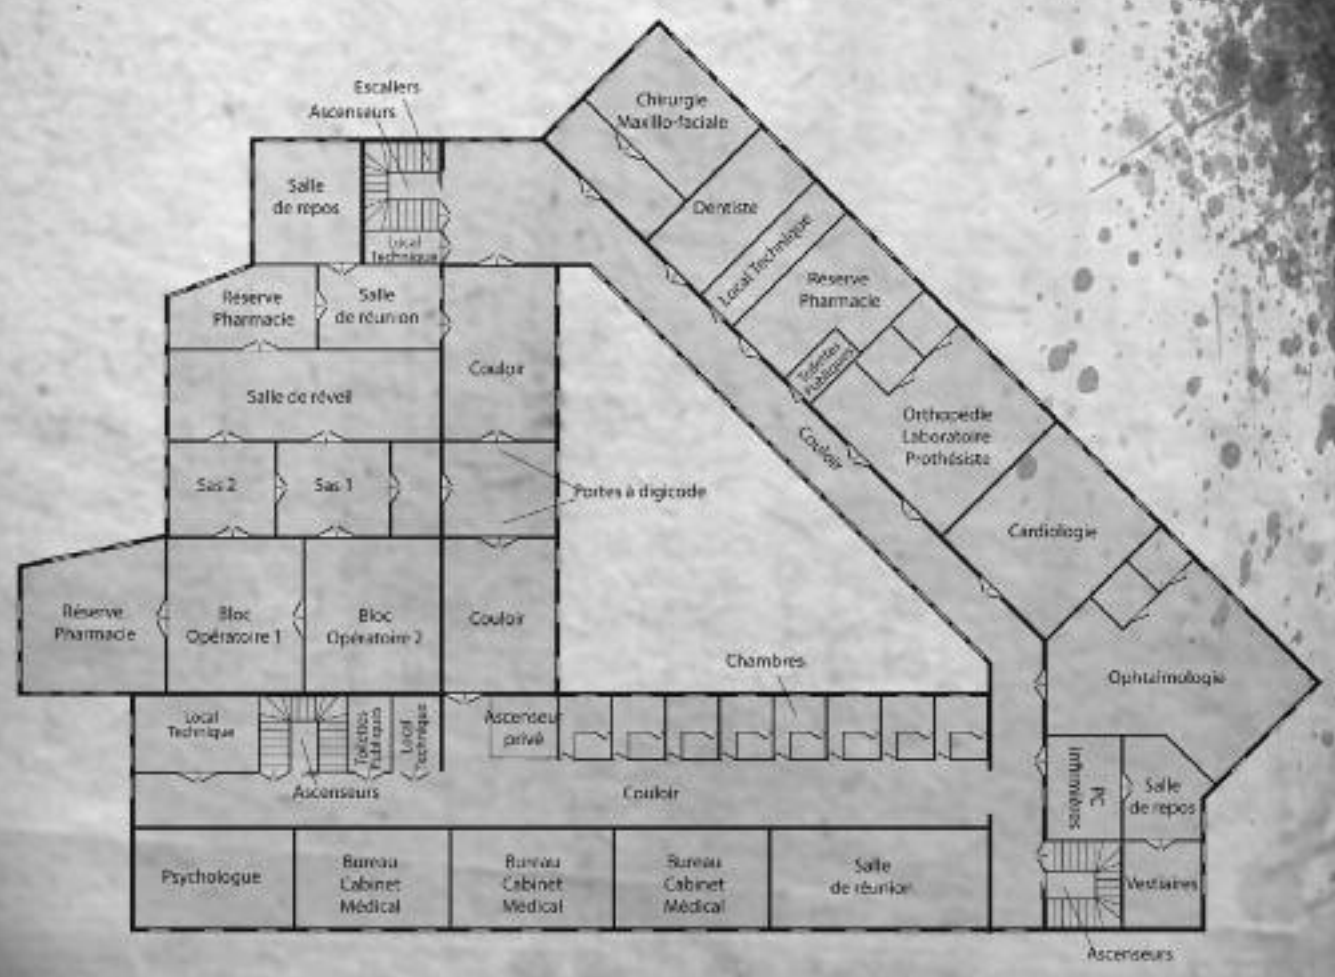 Escaliers
Ascenseurs
Chirurgie
Maxillo-faciale
Salle
de repos
Dentiste
Local
Technique
Local Technique
Réserve
Pharmacie
Salle
de réunion
Réserve
Pharmacie
Toilettes
Publiques
Couloir
Salle de réveil
Orthopédie
Laboratoire
Prothésiste
Couloir
Sas 2
Sas 1
Portes à digicode
Cardiologie
Réserve
Pharmacie
Bloc
Opératoire 1
Bloc
Opératoire 2
Couloir
Chambres
Ophtalmologie
Local
Technique
Toilettes
Publiques
Local
Technique
Ascenseur
privé
PC
Infirmières
Salle
de repos
Ascenseurs
Couloir
Psychologue
Bureau
Cabinet
Médical
Bureau
Cabinet
Médical
Bureau
Cabinet
Médical
Salle
de réunion
Vestiaires
Ascenseurs